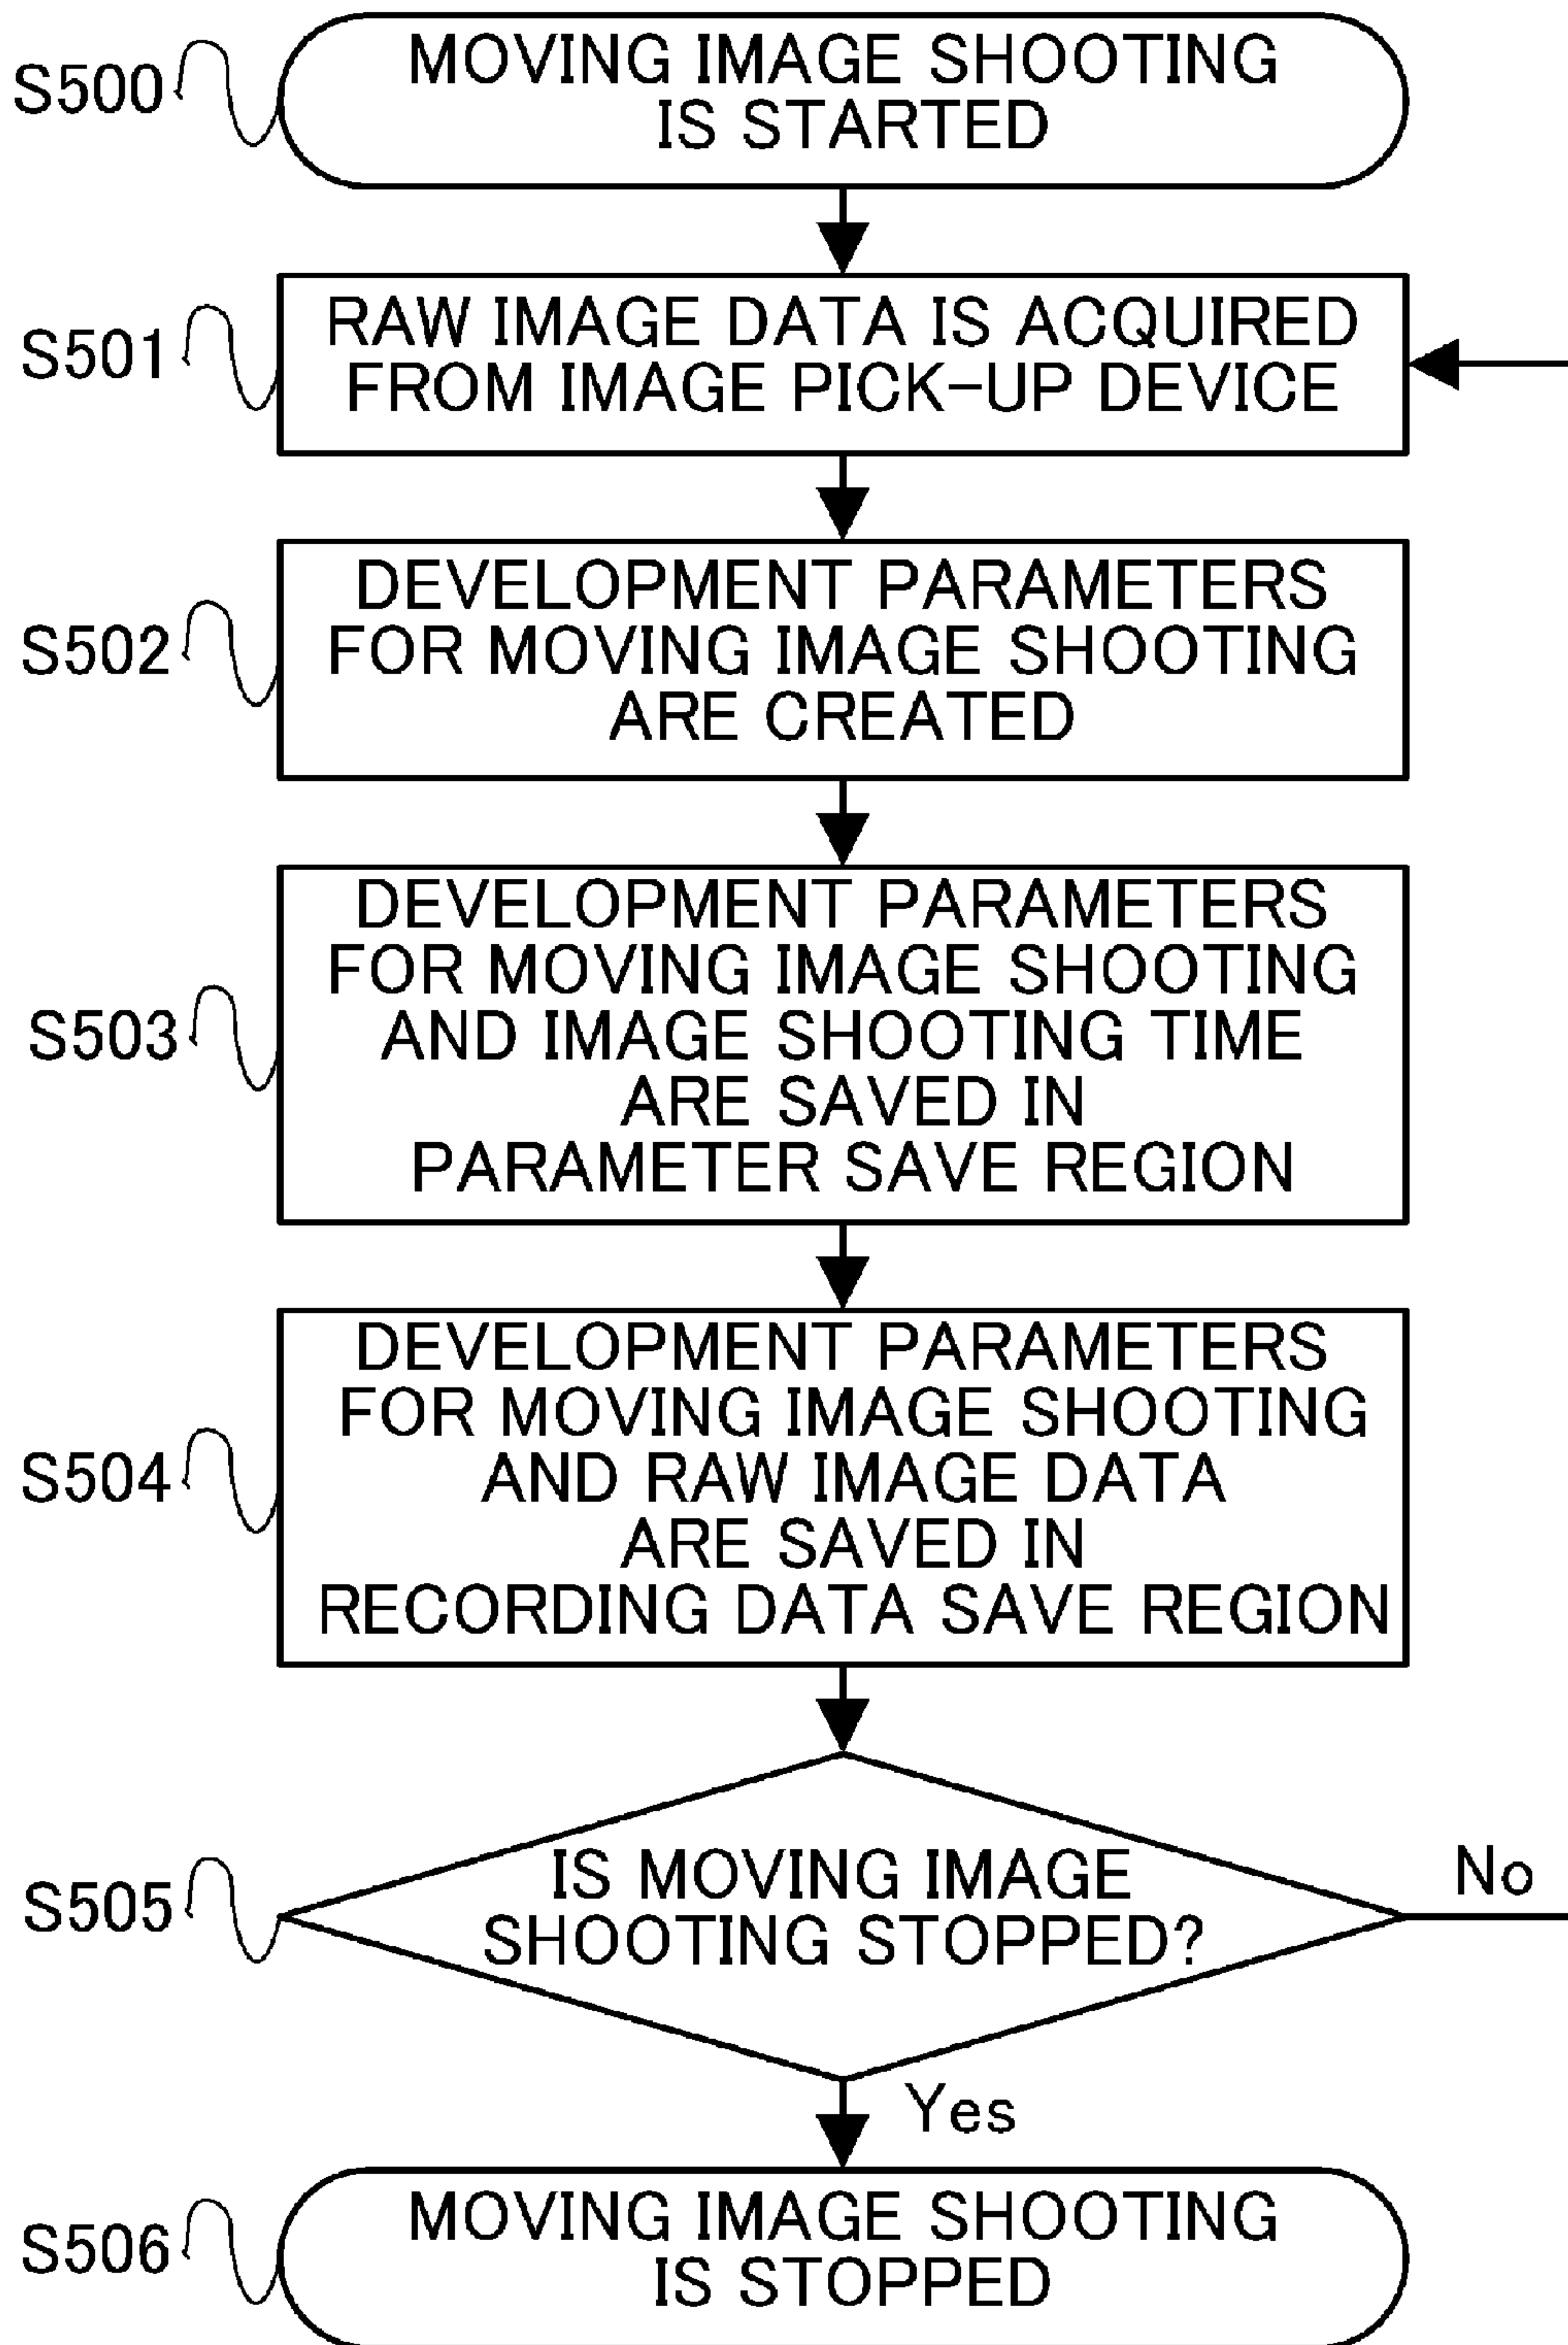 S500
MOVING IMAGE SHOOTING
IS STARTED
S501
RAW IMAGE DATA IS ACQUIRED
FROM IMAGE PICK-UP DEVICE
S502
DEVELOPMENT PARAMETERS
FOR MOVING IMAGE SHOOTING
ARE CREATED
S503
DEVELOPMENT PARAMETERS
FOR MOVING IMAGE SHOOTING
AND IMAGE SHOOTING TIME
ARE SAVED IN
PARAMETER SAVE REGION
S504
DEVELOPMENT PARAMETERS
FOR MOVING IMAGE SHOOTING
AND RAW IMAGE DATA
ARE SAVED IN
RECORDING DATA SAVE REGION
S505
IS MOVING IMAGE
SHOOTING STOPPED?
No
Yes
S506
MOVING IMAGE SHOOTING
IS STOPPED